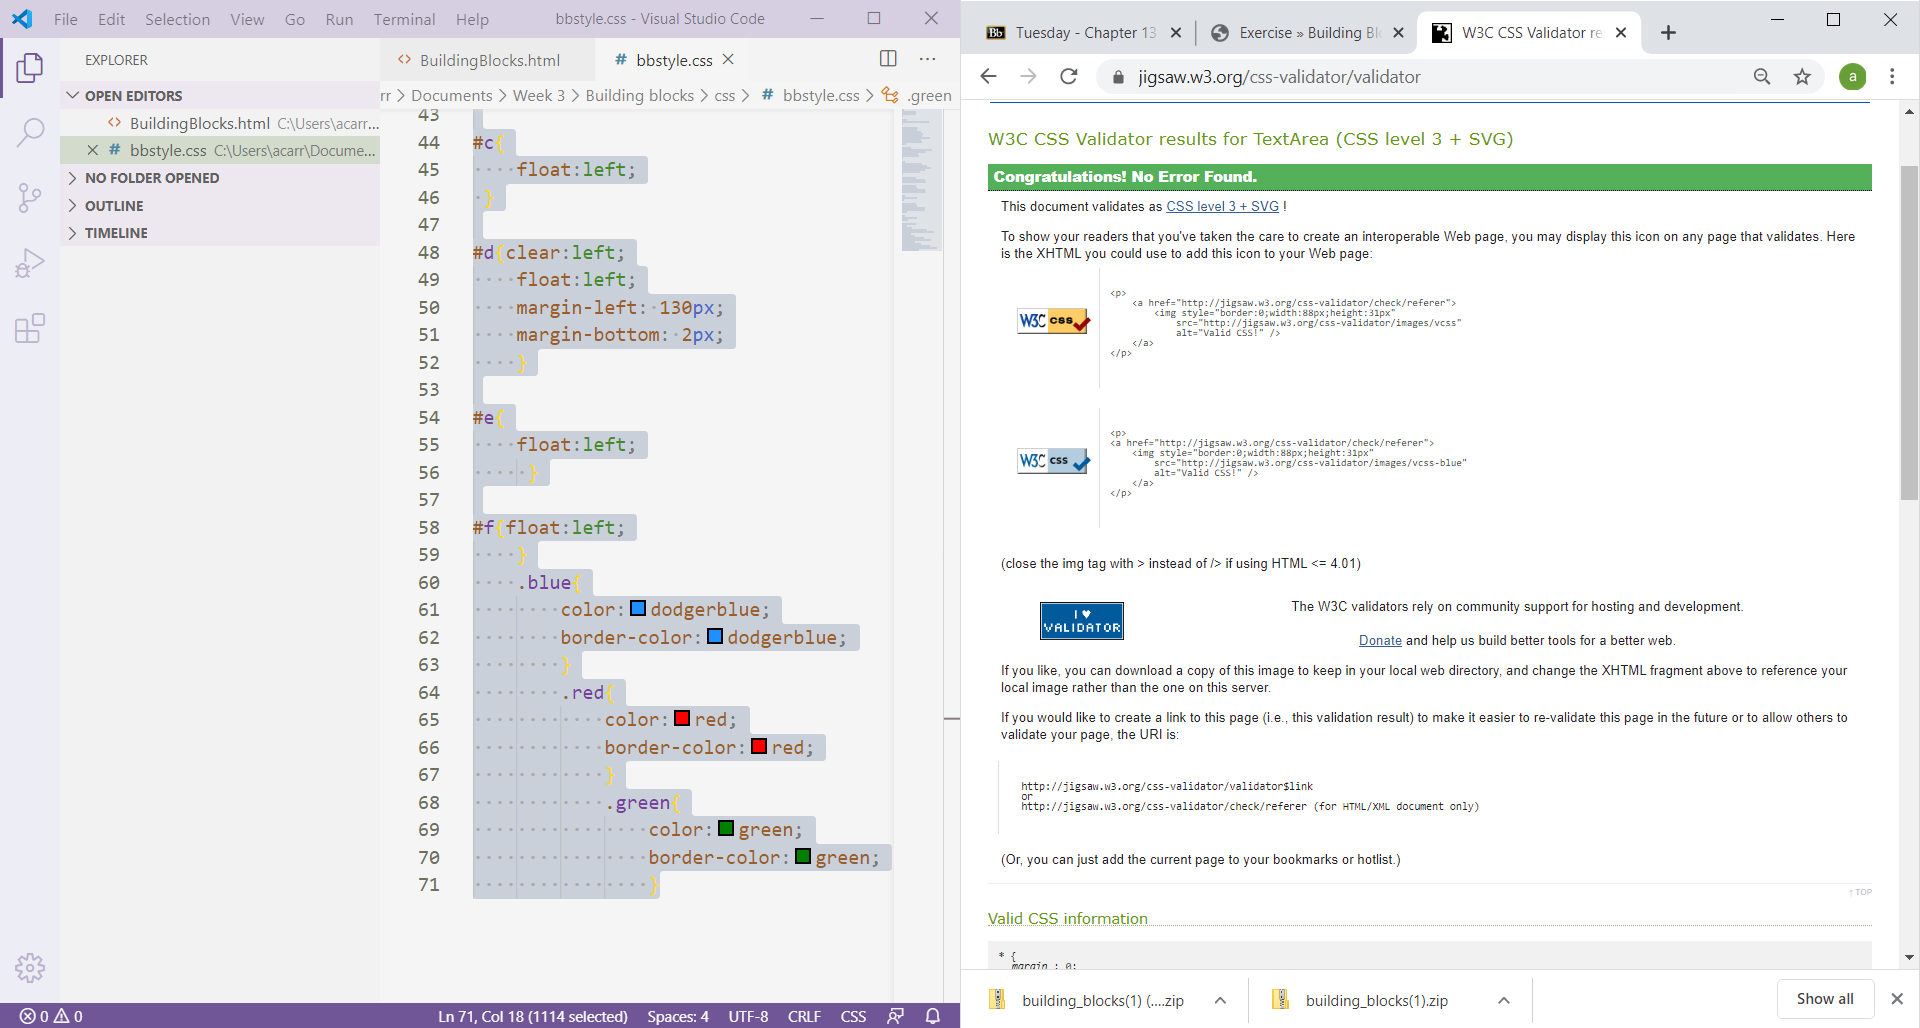 File Edit Selection View Go Run Terminal Help bbstyle.css - Visual Studio Code
EXPLORER
OPEN EDITORS
BuildingBlocks.html C:\Users\acarr...
# bbstyle.css C:\Users\acarr\Docume...
NO FOLDER OPENED
OUTLINE
TIMELINE
<> BuildingBlocks.html # bbstyle.css
rr > Documents > Week 3 > Building blocks > css > # bbstyle.css > .green
43
44 #c{
45 float:left;
46 }
47
48 #d{clear:left;
49 float:left;
50 margin-left: 130px;
51 margin-bottom: 2px;
52 }
53
54 #e{
55 float:left;
56 }
57
58 #f{float:left;
59 }
60 .blue{
61 color: dodgerblue;
62 border-color: dodgerblue;
63 }
64 .red{
65 color: red;
66 border-color: red;
67 }
68 .green{
69 color: green;
70 border-color: green;
71 }
0 0 Ln 71, Col 18 (1114 selected) Spaces: 4 UTF-8 CRLF CSS
Bb Tuesday - Chapter 13 Exercise » Building Bl W3C CSS Validator re
jigsaw.w3.org/css-validator/validator a
W3C CSS Validator results for TextArea (CSS level 3 + SVG)
Congratulations! No Error Found.
This document validates as CSS level 3 + SVG !
To show your readers that you've taken the care to create an interoperable Web page, you may display this icon on any page that validates. Here
is the XHTML you could use to add this icon to your Web page:
W3C css
<p>
<a href="http://jigsaw.w3.org/css-validator/check/referer">
<img style="border:0;width:88px;height:31px"
src="http://jigsaw.w3.org/css-validator/images/vcss"
alt="Valid CSS!" />
</a>
</p>
W3C css
<p>
<a href="http://jigsaw.w3.org/css-validator/check/referer">
<img style="border:0;width:88px;height:31px"
src="http://jigsaw.w3.org/css-validator/images/vcss-blue"
alt="Valid CSS!" />
</a>
</p>
(close the img tag with > instead of /> if using HTML <= 4.01)
I ♥
VALIDATOR
The W3C validators rely on community support for hosting and development.
Donate and help us build better tools for a better web.
If you like, you can download a copy of this image to keep in your local web directory, and change the XHTML fragment above to reference your
local image rather than the one on this server.
If you would like to create a link to this page (i.e., this validation result) to make it easier to re-validate this page in the future or to allow others to
validate your page, the URI is:
http://jigsaw.w3.org/css-validator/validator$link
or
http://jigsaw.w3.org/css-validator/check/referer (for HTML/XML document only)
(Or, you can just add the current page to your bookmarks or hotlist.)
↑ TOP
Valid CSS information
* {
margin : 0;
building_blocks(1) (....zip building_blocks(1).zip Show all